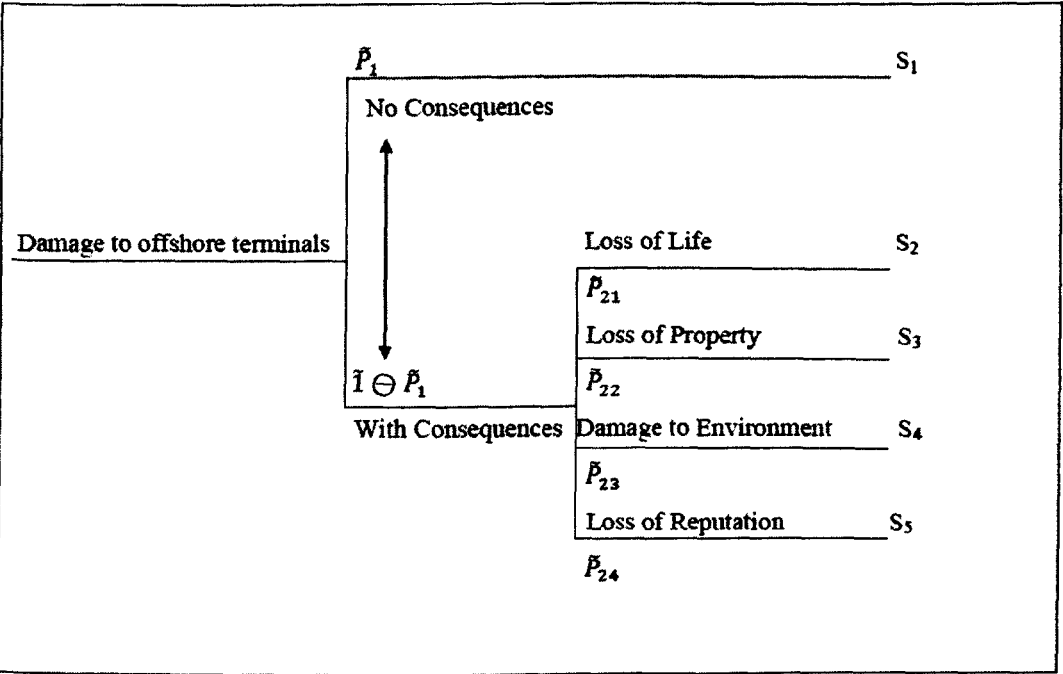 P̃₁ S₁
No Consequences
Damage to offshore terminals
Loss of Life S₂
P̃₂₁
Loss of Property S₃
1̃ ⊖ P̃₁
P̃₂₂
With Consequences Damage to Environment S₄
P̃₂₃
Loss of Reputation S₅
P̃₂₄